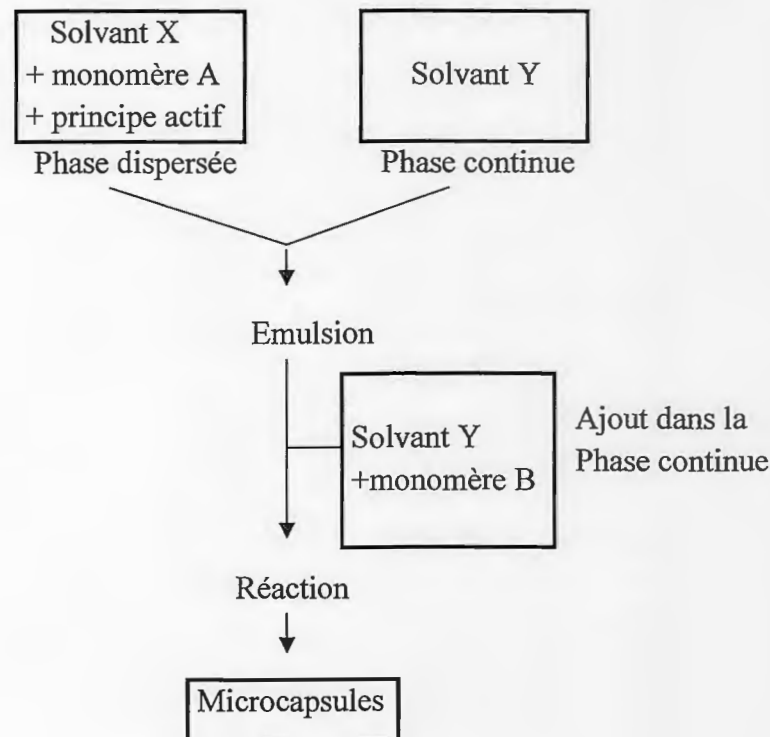 Solvant X
+ monomère A
+ principe actif
Solvant Y
Phase dispersée
Phase continue
Emulsion
Solvant Y
+monomère B
Ajout dans la
Phase continue
Réaction
Microcapsules